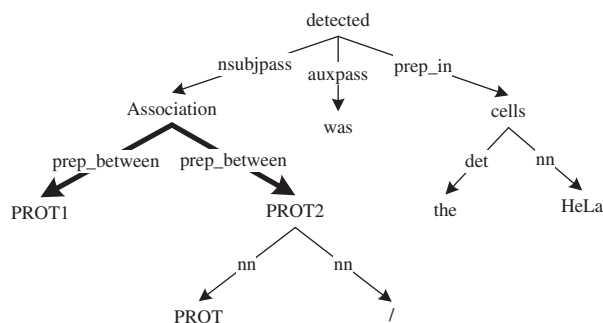 detected
nsubjpass auxpass prep_in
Association was cells
prep_between prep_between det nn
PROT1 PROT2 the HeLa
nn nn
PROT /